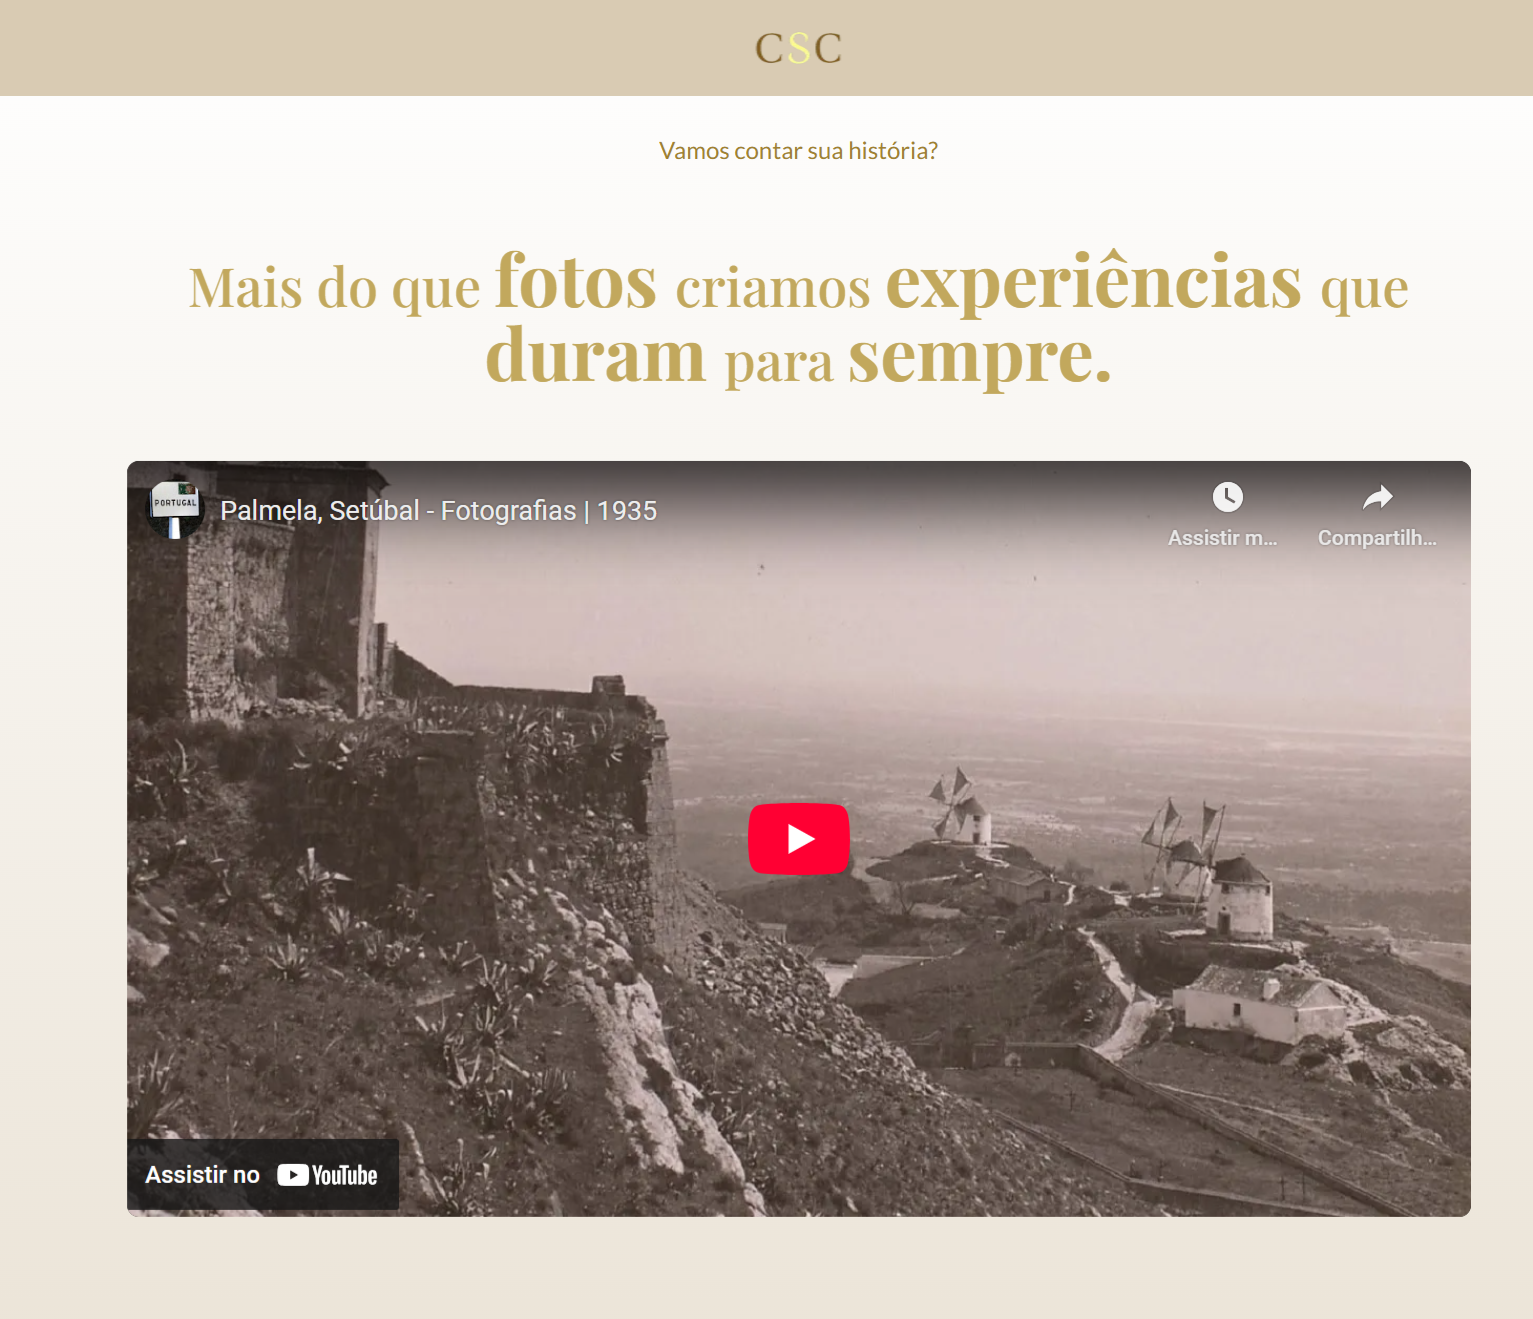 CSC
Vamos contar sua história?
Mais do que fotos criamos experiências que
duram para sempre.
PORTUGAL
Palmela, Setúbal - Fotografias | 1935
Assistir m...
Compartilh...
Assistir no YouTube